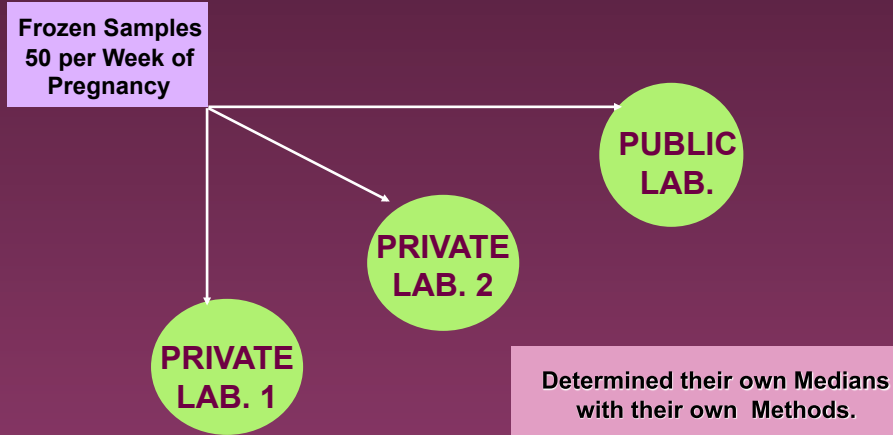 Frozen Samples
50 per Week of
Pregnancy
PUBLIC
LAB.
PRIVATE
LAB. 2
PRIVATE
LAB. 1
Determined their own Medians
with their own Methods.